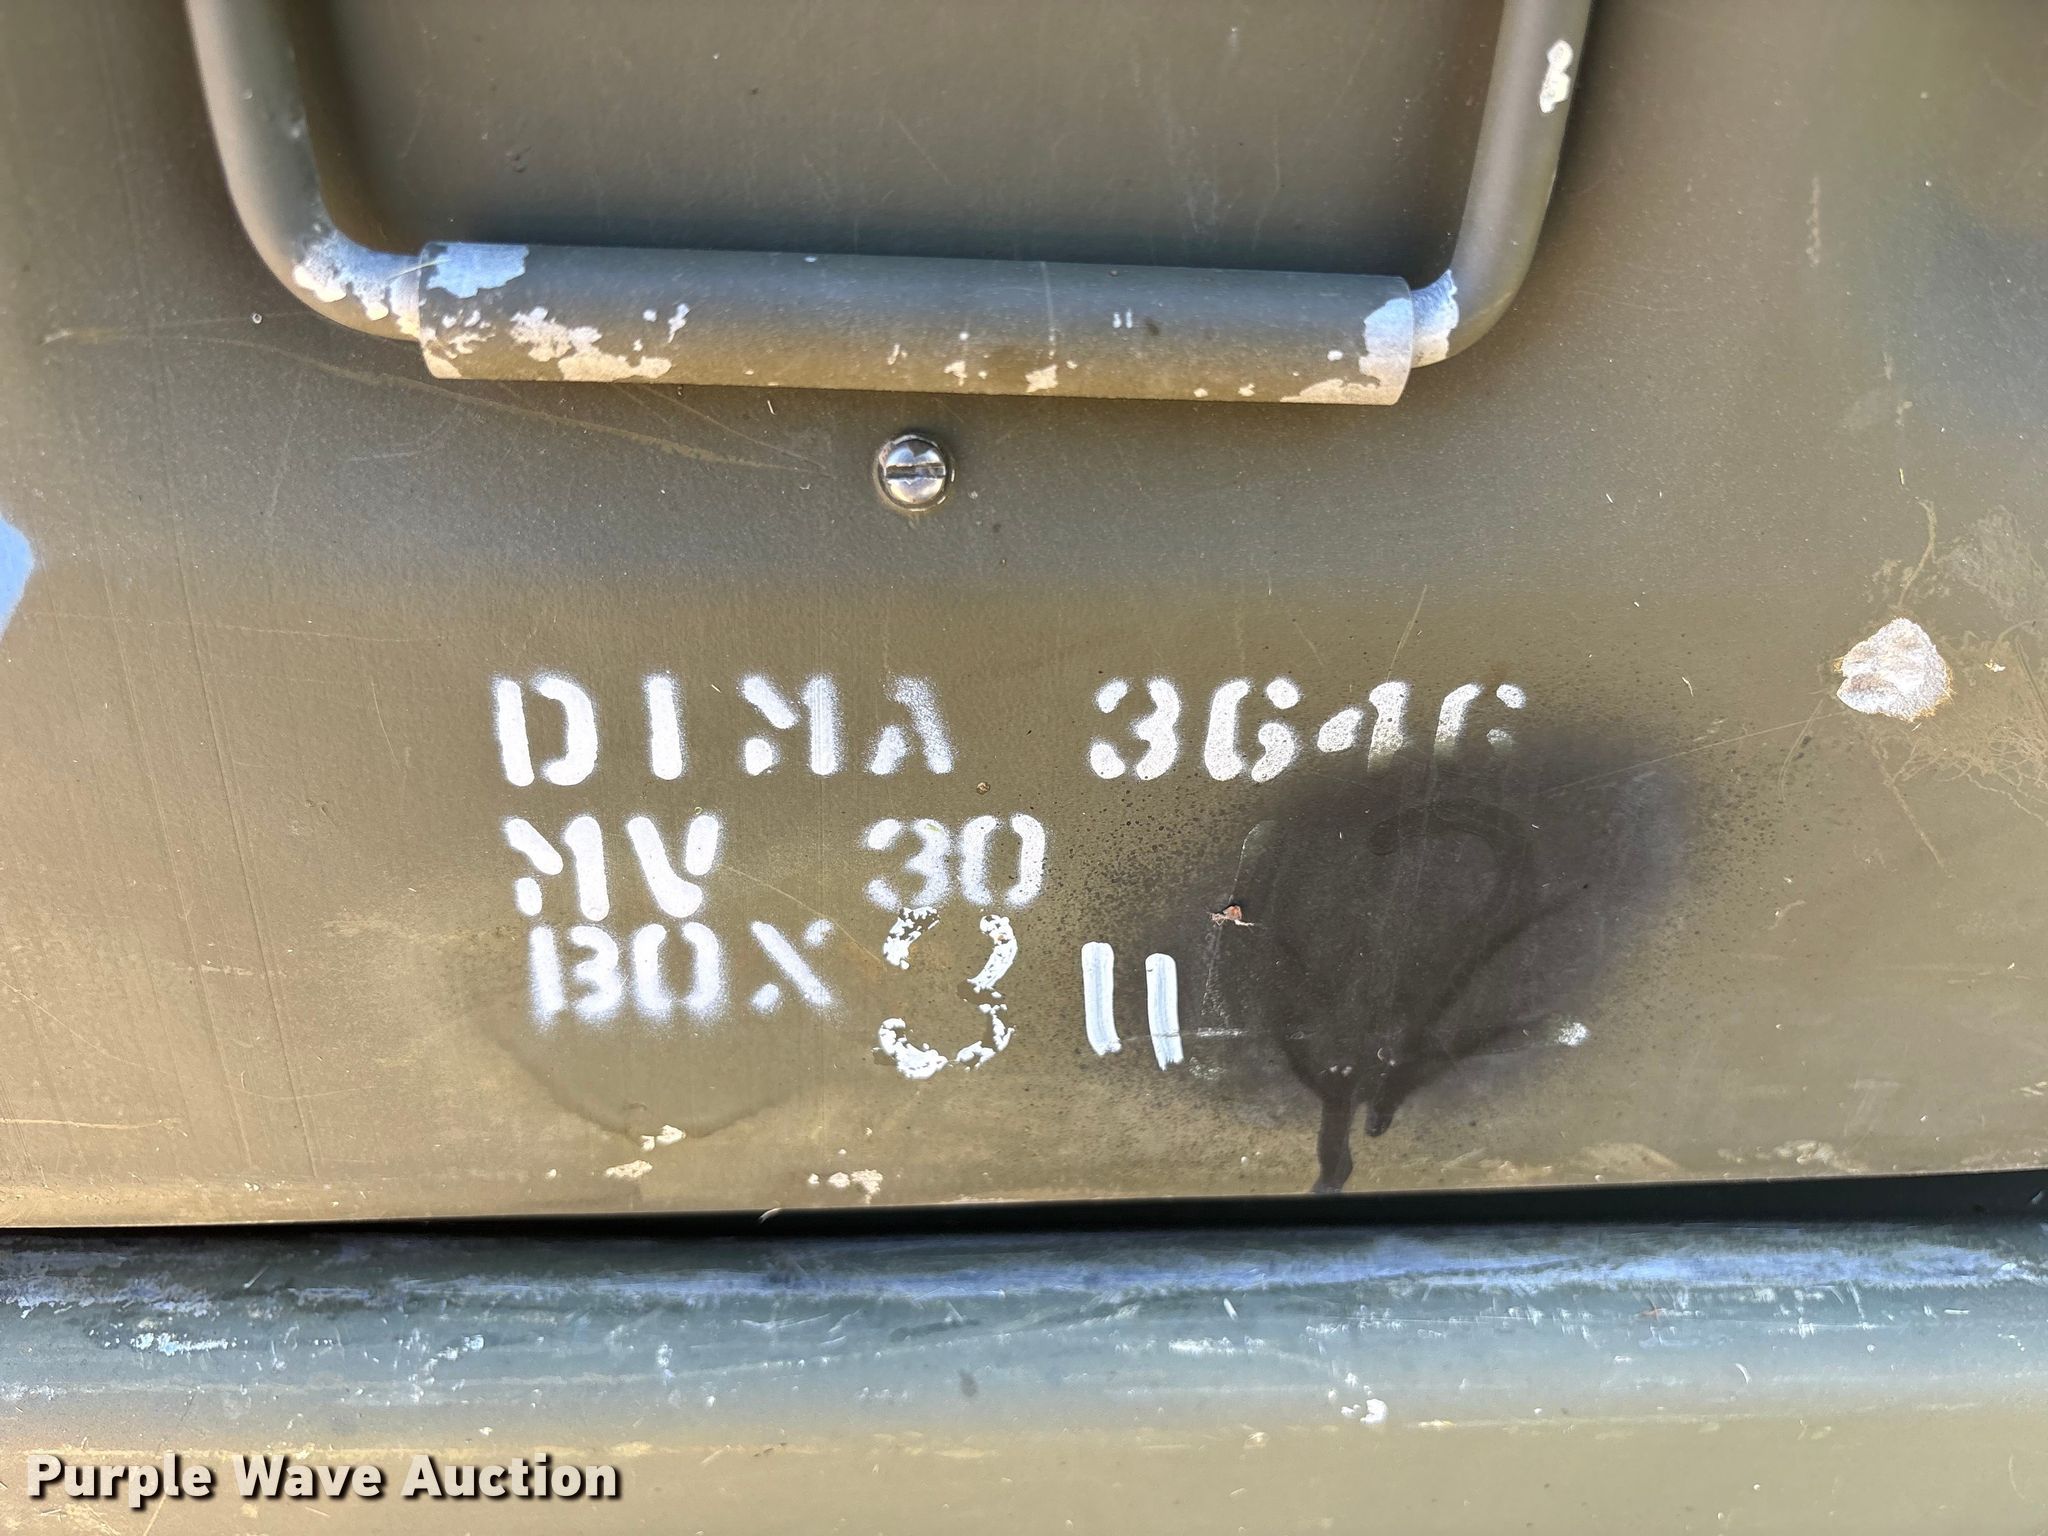 DIMA 3646
MV 30
BOX 3 11
Purple Wave Auction